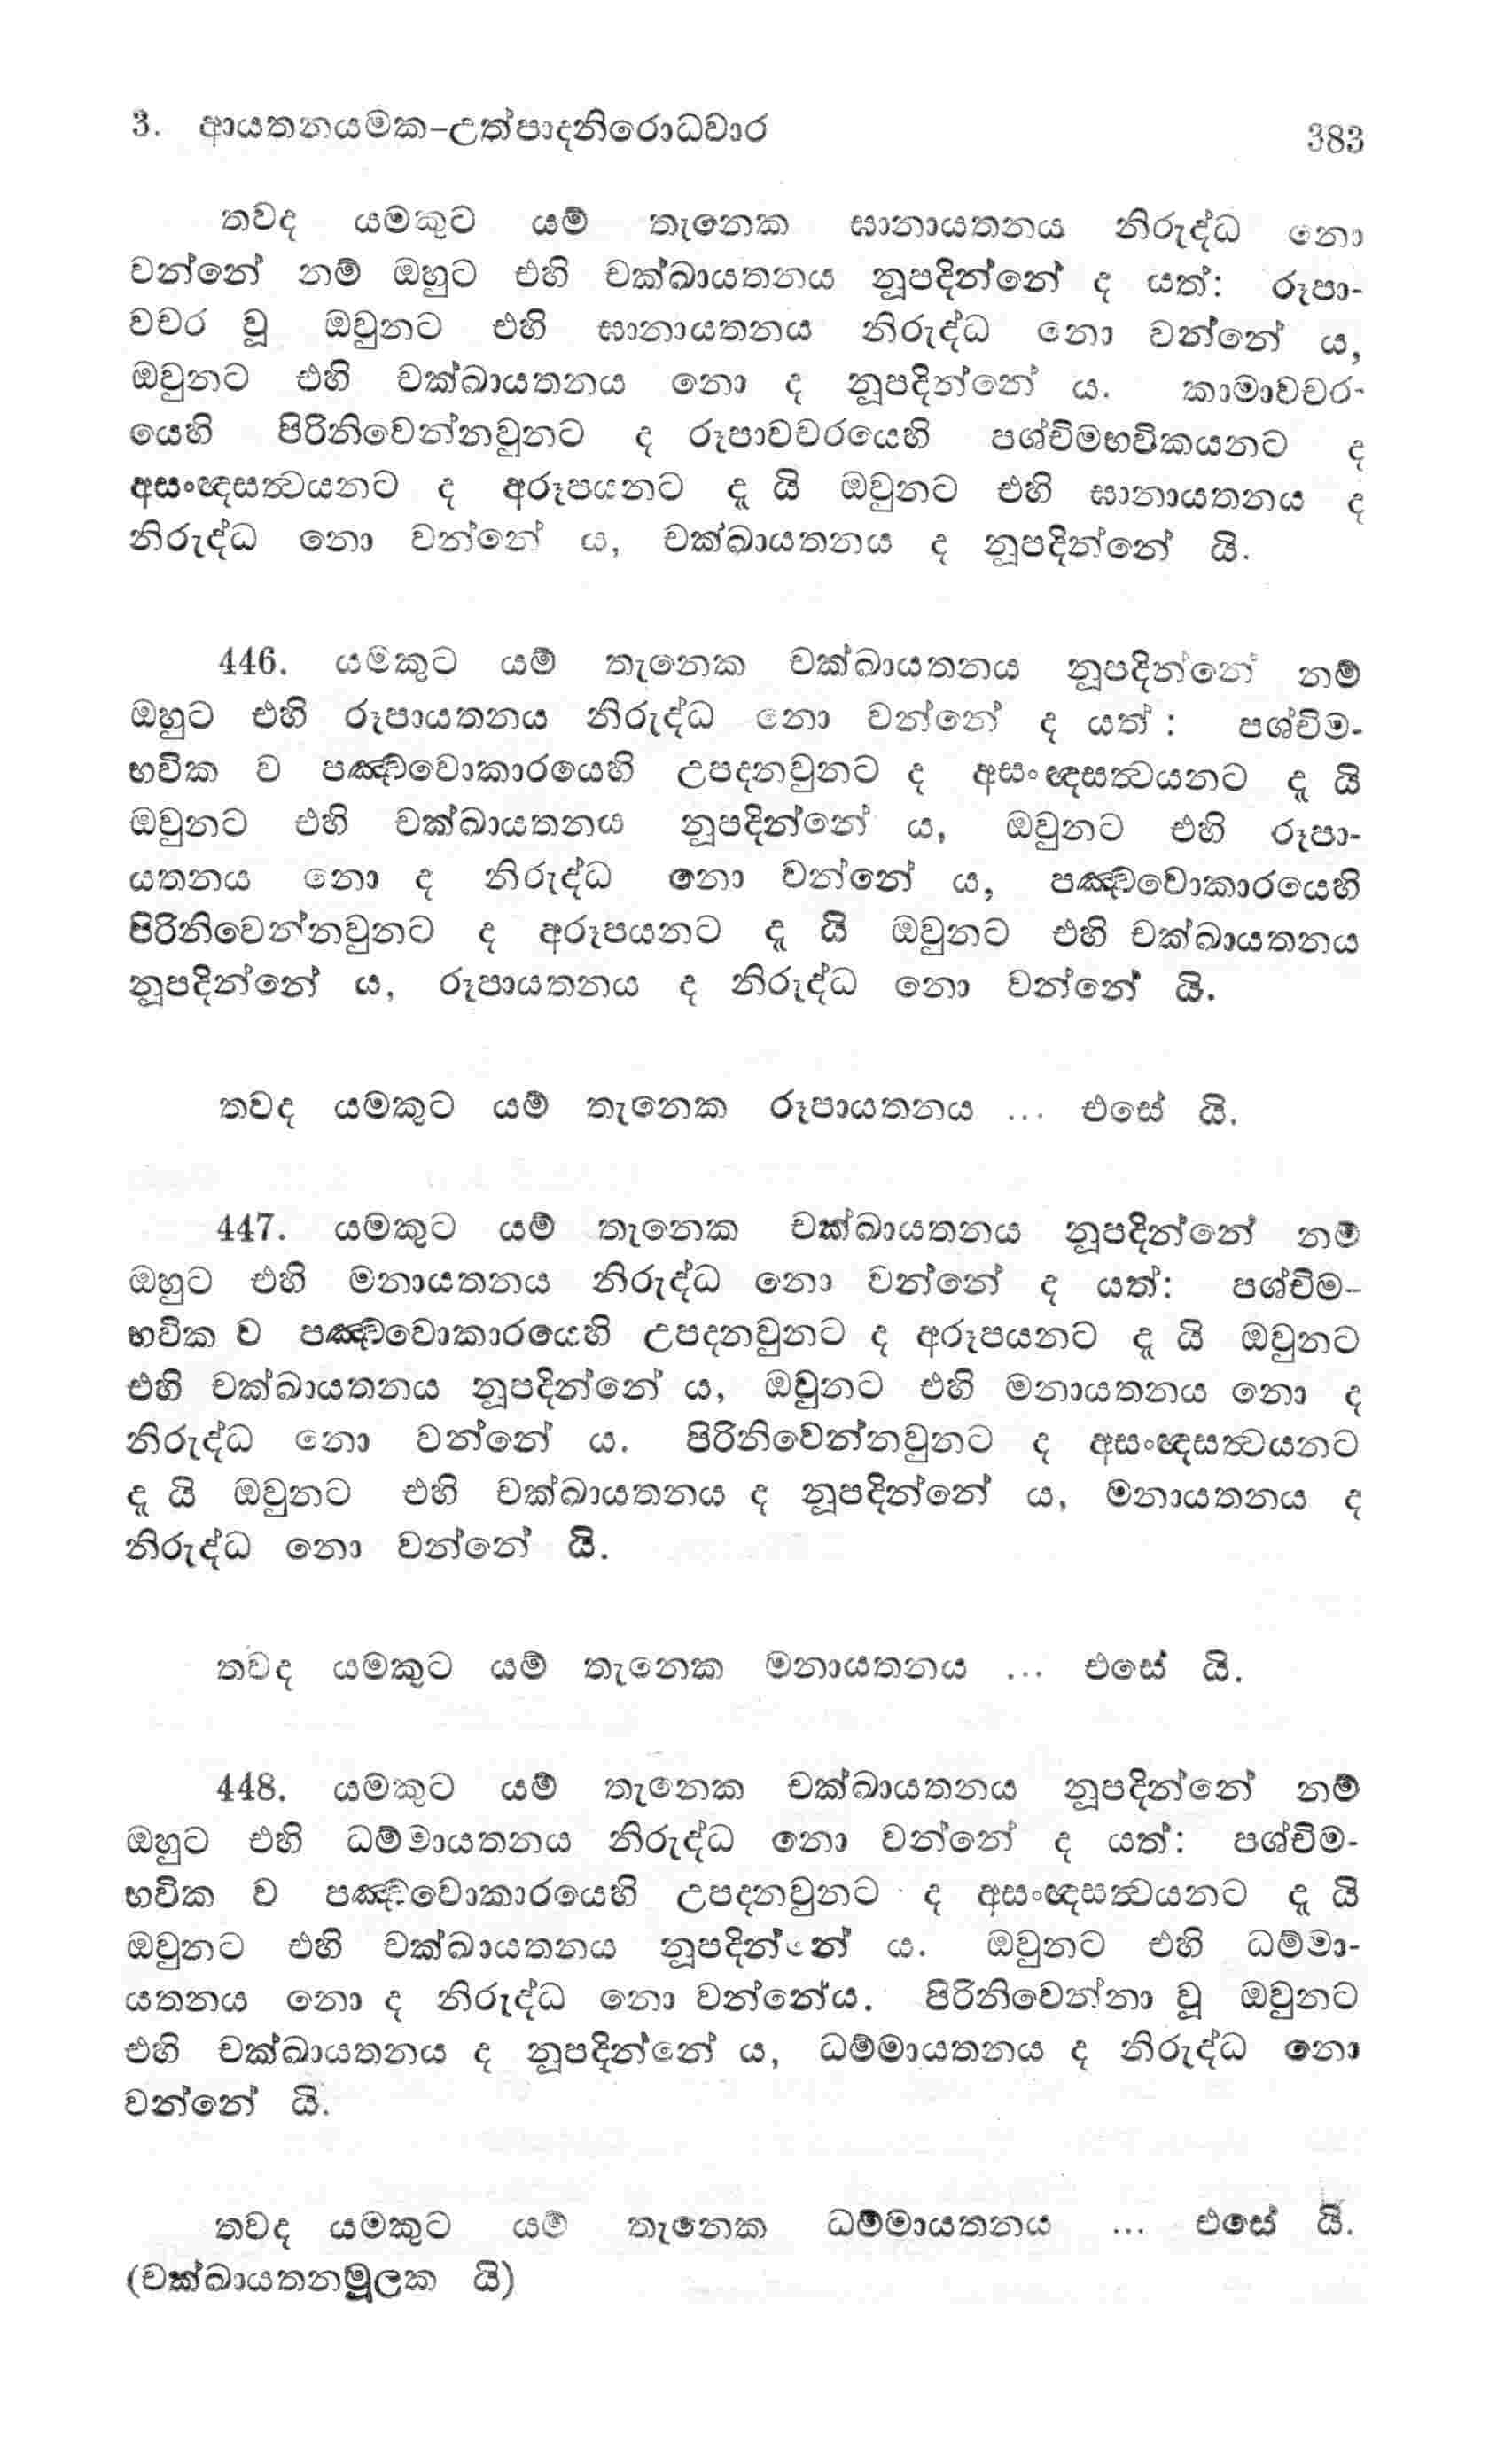 3. ආයතනයමක-උත්පාදනිරොධවාර
383
තවද යමකුට යම් තැනෙක ඝානායතනය නිරුද්ධ නො
වන්නේ නම් ඔහුට එහි චක්ඛායතනය නූපදින්නේ ද යත්: රූපා-
වචර වූ ඔවුනට එහි ඝානායතනය නිරුද්ධ නො වන්නේ ය,
ඔවුනට එහි චක්ඛායතනය නො ද නූපදින්නේ ය. කාමාවචර-
යෙහි පිරිනිවෙන්නවුනට ද රූපාවචරයෙහි පශ්චිමභවිකයනට ද
අසංඥසත්‍වයනට ද අරූපයනට දැ යි ඔවුනට එහි ඝානායතනය ද
නිරුද්ධ නො වන්නේ ය, චක්ඛායතනය ද නූපදින්නේ යි.
446. යමකුට යම් තැනෙක චක්ඛායතනය නූපදින්නේ නම්
ඔහුට එහි රූපායතනය නිරුද්ධ නො වන්නේ ද යත් : පශ්චිම-
භවික ව පඤ්චවොකාරයෙහි උපදනවුනට ද අසංඥසත්‍වයනට දැ යි
ඔවුනට එහි චක්ඛායතනය නූපදින්නේ ය, ඔවුනට එහි රූපා-
යතනය නො ද නිරුද්ධ නො වන්නේ ය, පඤ්චවොකාරයෙහි
පිරිනිවෙන්නවුනට ද අරූපයනට දැ යි ඔවුනට එහි චක්ඛායතනය
නූපදින්නේ ය, රූපායතනය ද නිරුද්ධ නො වන්නේ යි.
තවද යමකුට යම් තැනෙක රූපායතනය ... එසේ යි.
447. යමකුට යම් තැනෙක චක්ඛායතනය නූපදින්නේ නම්
ඔහුට එහි මනායතනය නිරුද්ධ නො වන්නේ ද යත්: පශ්චිම-
භවික ව පඤ්චවොකාරයෙහි උපදනවුනට ද අරූපයනට දැ යි ඔවුනට
එහි චක්ඛායතනය නූපදින්නේ ය, ඔවුනට එහි මනායතනය නො ද
නිරුද්ධ නො වන්නේ ය. පිරිනිවෙන්නවුනට ද අසංඥසත්‍වයනට
දැ යි ඔවුනට එහි චක්ඛායතනය ද නූපදින්නේ ය, මනායතනය ද
නිරුද්ධ නො වන්නේ යි.
තවද යමකුට යම් තැනෙක මනායතනය ... එසේ යි.
448. යමකුට යම් තැනෙක චක්ඛායතනය නූපදින්නේ නම්
ඔහුට එහි ධම්මායතනය නිරුද්ධ නො වන්නේ ද යත්: පශ්චිම-
භවික ව පඤ්චවොකාරයෙහි උපදනවුනට ද අසංඥසත්‍වයනට දැ යි
ඔවුනට එහි චක්ඛායතනය නූපදින්නේ ය. ඔවුනට එහි ධම්මා-
යතනය නො ද නිරුද්ධ නො වන්නේය. පිරිනිවෙන්නා වූ ඔවුනට
එහි චක්ඛායතනය ද නූපදින්නේ ය, ධම්මායතනය ද නිරුද්ධ නො
වන්නේ යි.
තවද යමකුට යම් තැනෙක ධම්මායතනය ... එසේ යි.
(චක්ඛායතනමූලක යි)